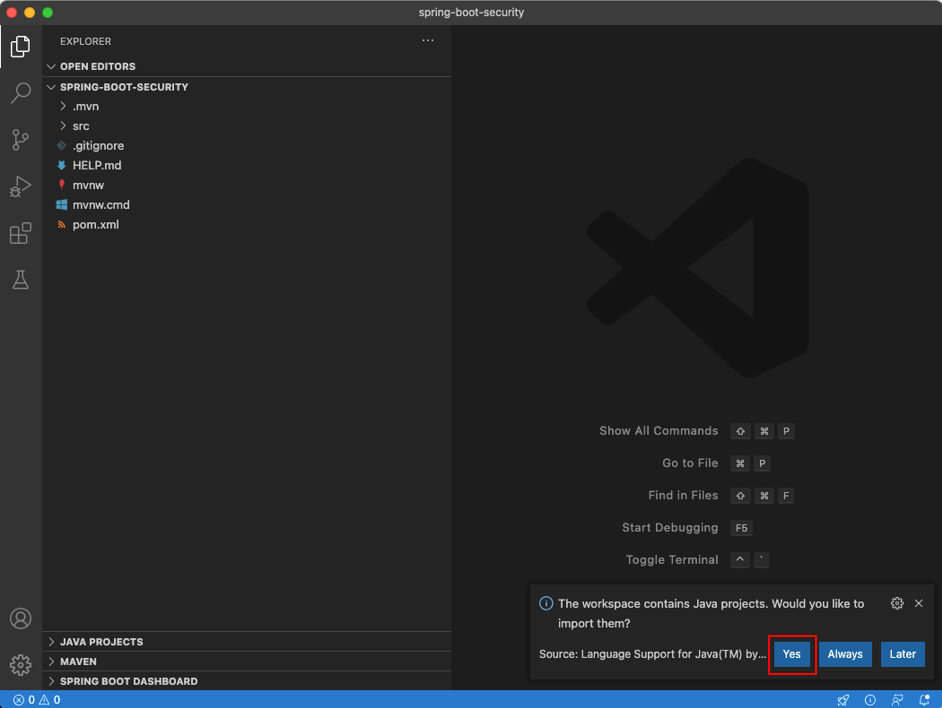 spring-boot-security
EXPLORER
OPEN EDITORS
SPRING-BOOT-SECURITY
.mvn
src
.gitignore
HELP.md
mvnw
mvnw.cmd
pom.xml
Show All Commands ⇧ ⌘ P
Go to File ⌘ P
Find in Files ⇧ ⌘ F
Start Debugging F5
Toggle Terminal ^ `
The workspace contains Java projects. Would you like to
import them?
Source: Language Support for Java(TM) by... Yes Always Later
JAVA PROJECTS
MAVEN
SPRING BOOT DASHBOARD
0 0